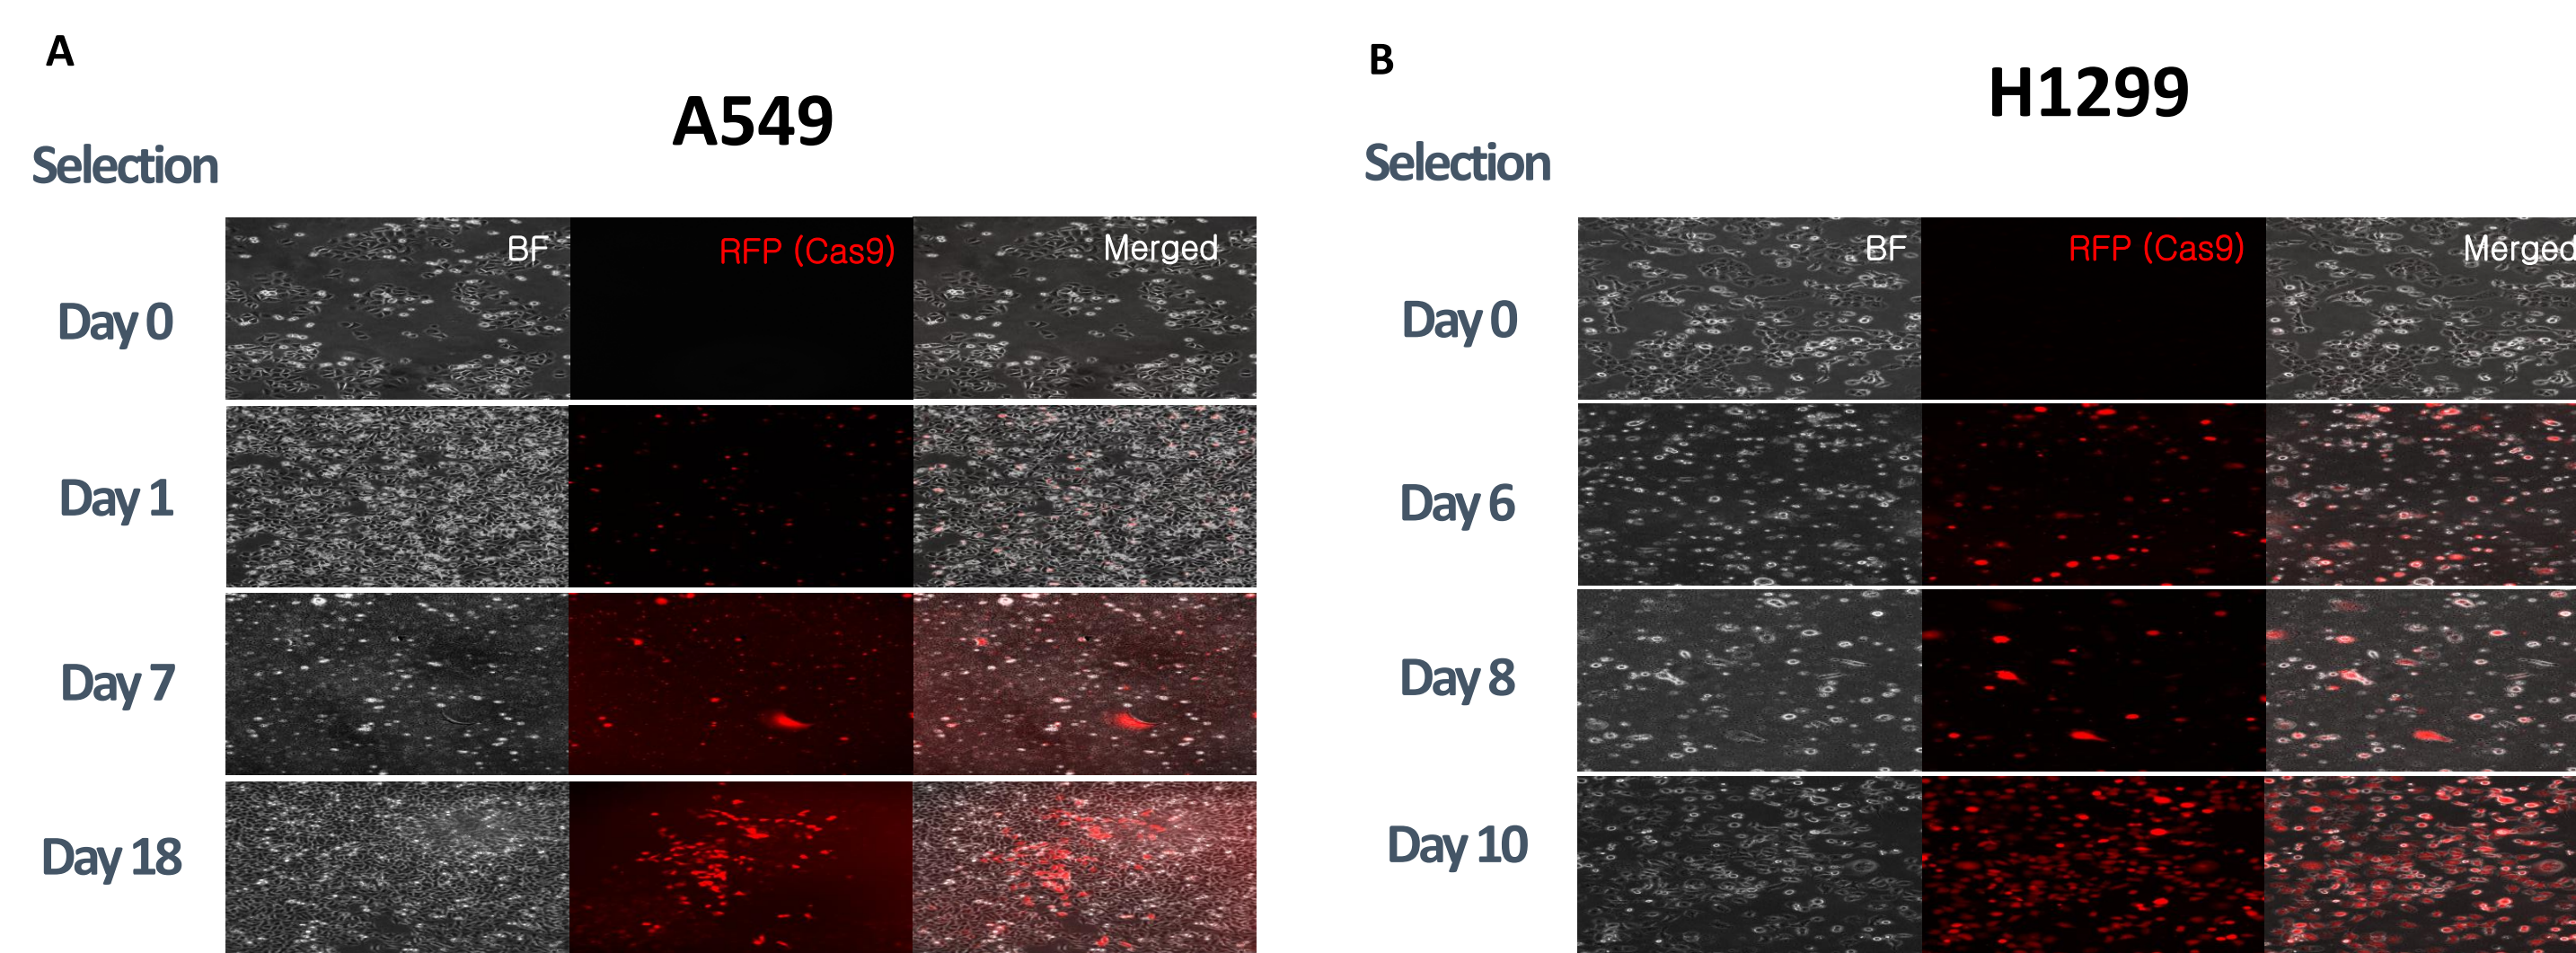 A
A549
Selection
BF
RFP (Cas9)
Merged
Day 0
Day 1
Day 7
Day 18
B
H1299
Selection
BF
RFP (Cas9)
Merged
Day 0
Day 6
Day 8
Day 10